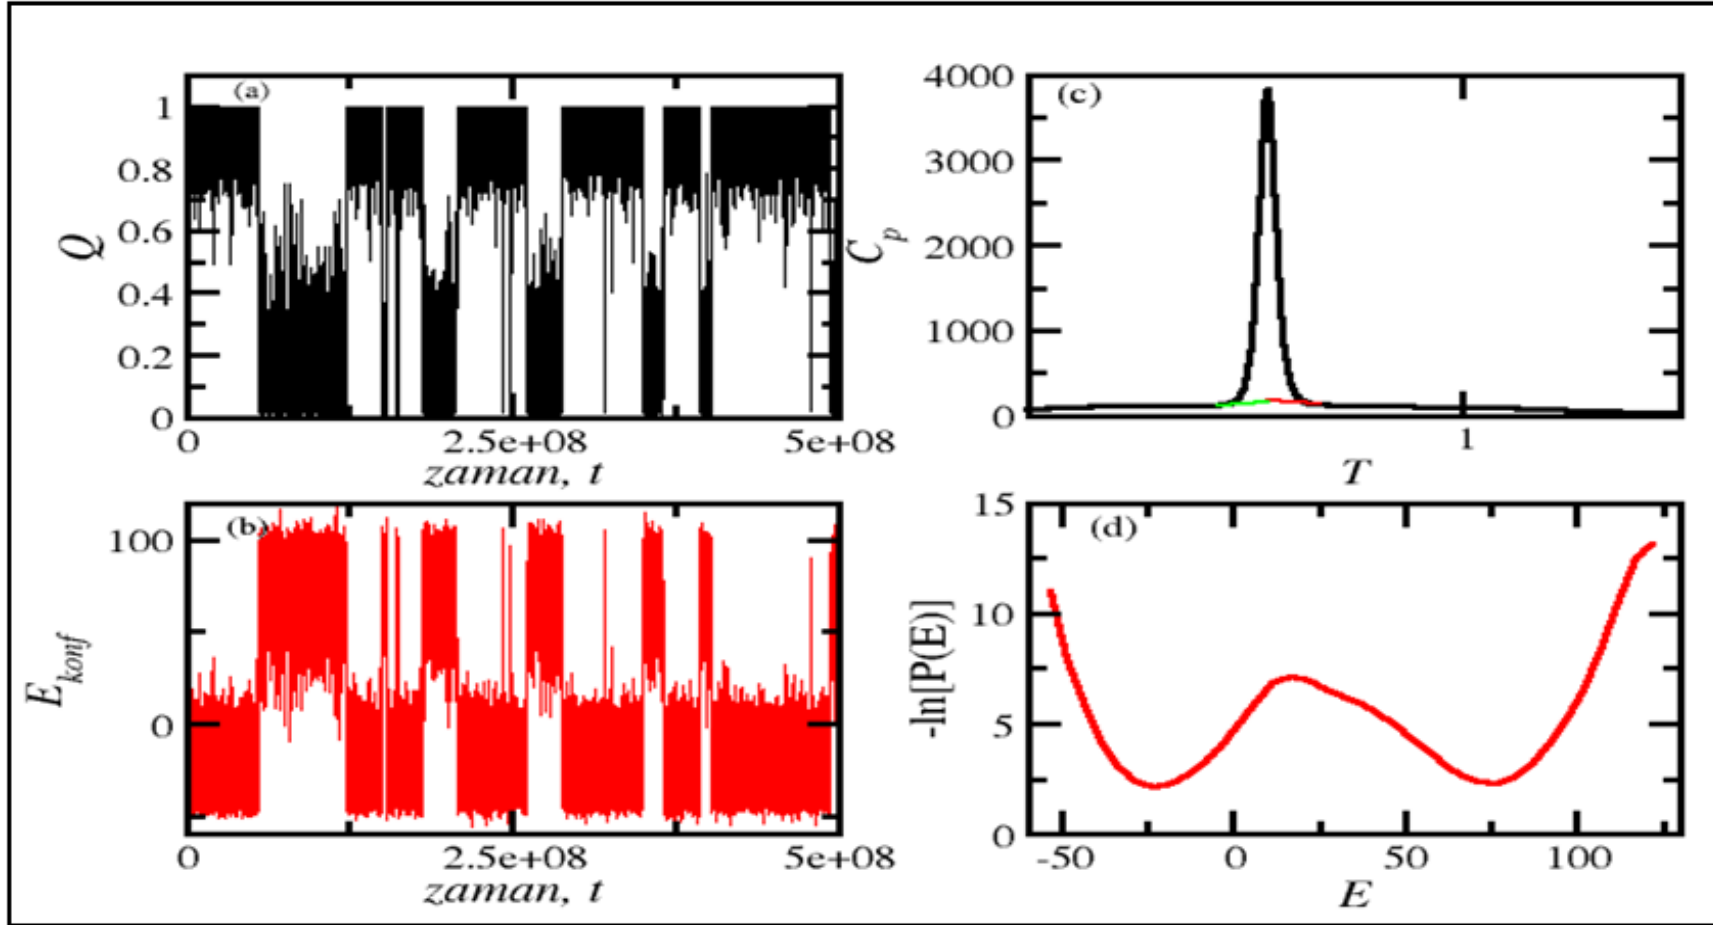 (a)
1
0.8
0.6
0.4
0.2
0
Q
0 2.5e+08 5e+08
zaman, t
(c)
4000
3000
2000
1000
0
C_p
1
T
(b)
100
0
E_konf
0 2.5e+08 5e+08
zaman, t
(d)
15
10
5
0
-ln[P(E)]
-50 0 50 100
E